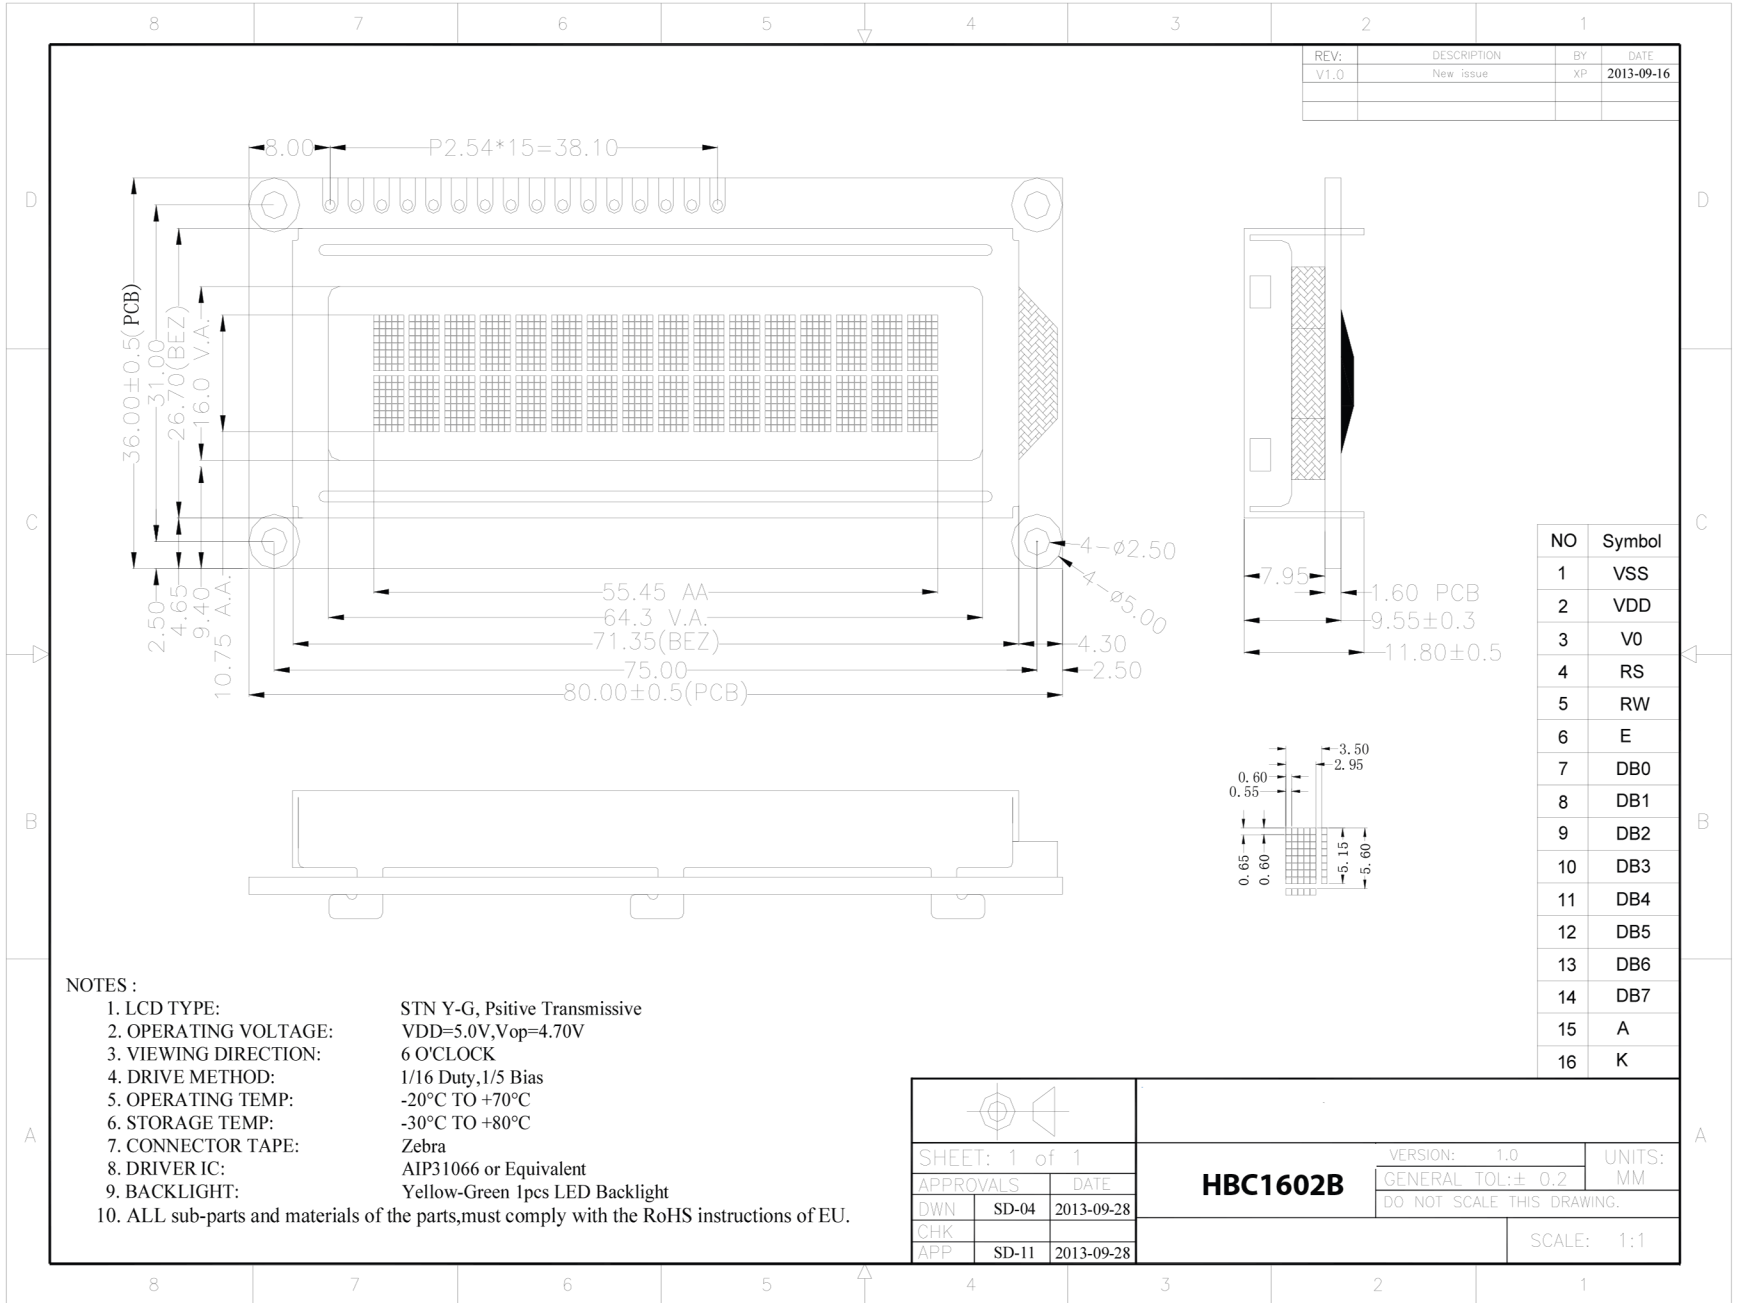 8 7 6 5 4 3 2 1
REV: DESCRIPTION BY DATE
V1.0 New issue XP 2013-09-16
8.00 P2.54*15=38.10
D D
36.00±0.5(PCB)
31.00
26.70(BEZ)
16.0 V.A.
10.75 A.A.
2.50
4.65
9.40
C C
4-ø2.50
4-ø5.00
55.45 AA
64.3 V.A.
71.35(BEZ)
4.30
75.00
2.50
80.00±0.5(PCB)
7.95
1.60 PCB
9.55±0.3
11.80±0.5
NO Symbol
1 VSS
2 VDD
3 V0
4 RS
5 RW
6 E
7 DB0
8 DB1
9 DB2
10 DB3
11 DB4
12 DB5
13 DB6
14 DB7
15 A
16 K
3.50
2.95
0.60
0.55
0.65
0.60
5.15
5.60
B B
NOTES :
1. LCD TYPE: STN Y-G, Psitive Transmissive
2. OPERATING VOLTAGE: VDD=5.0V,Vop=4.70V
3. VIEWING DIRECTION: 6 O'CLOCK
4. DRIVE METHOD: 1/16 Duty,1/5 Bias
5. OPERATING TEMP: -20°C TO +70°C
6. STORAGE TEMP: -30°C TO +80°C
7. CONNECTOR TAPE: Zebra
8. DRIVER IC: AIP31066 or Equivalent
9. BACKLIGHT: Yellow-Green 1pcs LED Backlight
10. ALL sub-parts and materials of the parts,must comply with the RoHS instructions of EU.
A A
SHEET: 1 of 1
APPROVALS DATE
DWN SD-04 2013-09-28
CHK
APP SD-11 2013-09-28
HBC1602B
VERSION: 1.0
GENERAL TOL:± 0.2
UNITS:
MM
DO NOT SCALE THIS DRAWING.
SCALE: 1:1
8 7 6 5 4 3 2 1